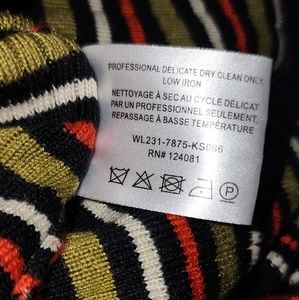 PROFESSIONAL DELICATE DRY CLEAN ONLY
LOW IRON
NETTOYAGE À SEC AU CYCLE DÉLICAT
PAR UN PROFESSIONNEL SEULEMENT,
REPASSAGE À BASSE TEMPÉRATURE
WL231-7875-KS066
RN# 124081
P